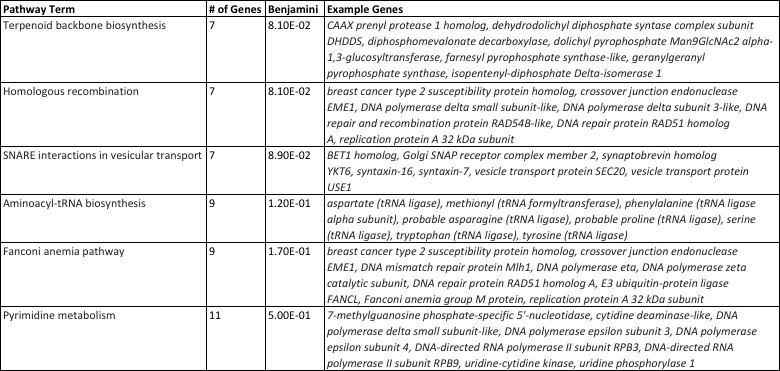 Pathway Term # of Genes Benjamini Example Genes
Terpenoid backbone biosynthesis 7 8.10E-02 CAAX prenyl protease 1 homolog, dehydrodolichyl diphosphate syntase complex subunit
DHDDS, diphosphomevalonate decarboxylase, dolichyl pyrophosphate Man9GlcNAc2 alpha-
1,3-glucosyltransferase, farnesyl pyrophosphate synthase-like, geranylgeranyl
pyrophosphate synthase, isopentenyl-diphosphate Delta-isomerase 1
Homologous recombination 7 8.10E-02 breast cancer type 2 susceptibility protein homolog, crossover junction endonuclease
EME1, DNA polymerase delta small subunit-like, DNA polymerase delta subunit 3-like, DNA
repair and recombination protein RAD54B-like, DNA repair protein RAD51 homolog
A, replication protein A 32 kDa subunit
SNARE interactions in vesicular transport 7 8.90E-02 BET1 homolog, Golgi SNAP receptor complex member 2, synaptobrevin homolog
YKT6, syntaxin-16, syntaxin-7, vesicle transport protein SEC20, vesicle transport protein
USE1
Aminoacyl-tRNA biosynthesis 9 1.20E-01 aspartate (tRNA ligase), methionyl (tRNA formyltransferase), phenylalanine (tRNA ligase
alpha subunit), probable asparagine (tRNA ligase), probable proline (tRNA ligase), serine
(tRNA ligase), tryptophan (tRNA ligase), tyrosine (tRNA ligase)
Fanconi anemia pathway 9 1.70E-01 breast cancer type 2 susceptibility protein homolog, crossover junction endonuclease
EME1, DNA mismatch repair protein Mlh1, DNA polymerase eta, DNA polymerase zeta
catalytic subunit, DNA repair protein RAD51 homolog A, E3 ubiquitin-protein ligase
FANCL, Fanconi anemia group M protein, replication protein A 32 kDa subunit
Pyrimidine metabolism 11 5.00E-01 7-methylguanosine phosphate-specific 5'-nucleotidase, cytidine deaminase-like, DNA
polymerase delta small subunit-like, DNA polymerase epsilon subunit 3, DNA polymerase
epsilon subunit 4, DNA-directed RNA polymerase II subunit RPB3, DNA-directed RNA
polymerase II subunit RPB9, uridine-cytidine kinase, uridine phosphorylase 1